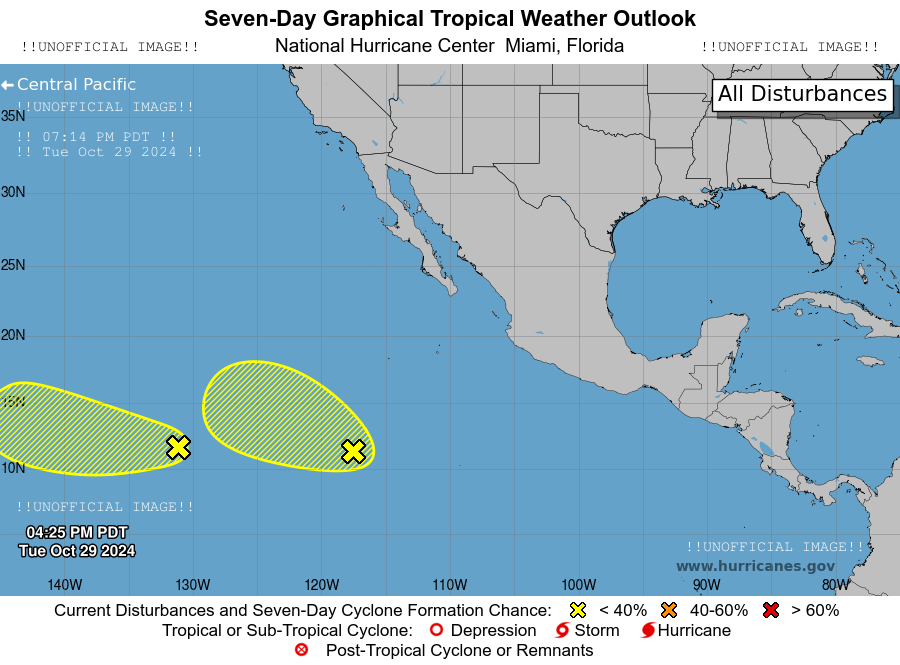 Seven-Day Graphical Tropical Weather Outlook
!!UNOFFICIAL IMAGE!! National Hurricane Center Miami, Florida !!UNOFFICIAL IMAGE!!
Central Pacific
All Disturbances
!!UNOFFICIAL IMAGE!!
35N
!! 07:14 PM PDT !!
!! Tue Oct 29 2024 !!
30N
25N
20N
15N
10N
!!UNOFFICIAL IMAGE!!
04:25 PM PDT
Tue Oct 29 2024
!!UNOFFICIAL IMAGE!!
www.hurricanes.gov
140W 130W 120W 110W 100W 90W 80W
Current Disturbances and Seven-Day Cyclone Formation Chance: < 40% 40-60% > 60%
Tropical or Sub-Tropical Cyclone: Depression Storm Hurricane
Post-Tropical Cyclone or Remnants